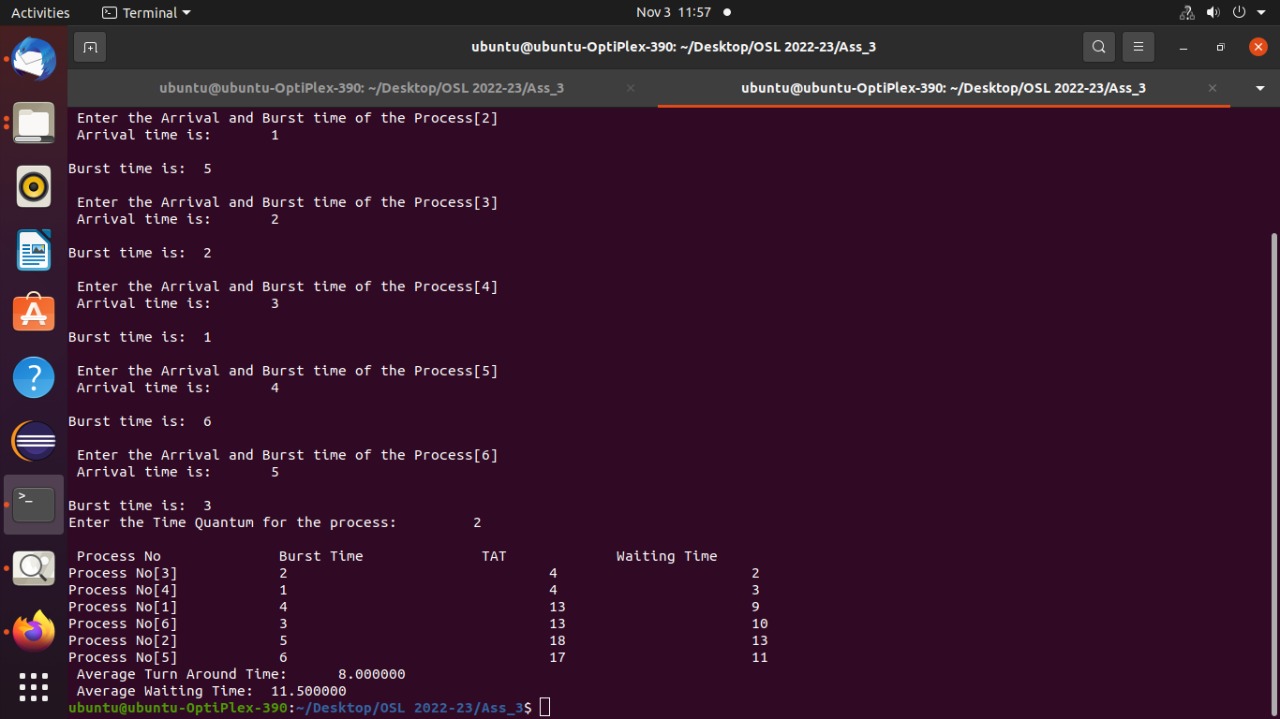 Activities Terminal Nov 3 11:57
ubuntu@ubuntu-OptiPlex-390: ~/Desktop/OSL 2022-23/Ass_3
ubuntu@ubuntu-OptiPlex-390: ~/Desktop/OSL 2022-23/Ass_3 ubuntu@ubuntu-OptiPlex-390: ~/Desktop/OSL 2022-23/Ass_3
Enter the Arrival and Burst time of the Process[2]
Arrival time is: 1
Burst time is: 5
Enter the Arrival and Burst time of the Process[3]
Arrival time is: 2
Burst time is: 2
Enter the Arrival and Burst time of the Process[4]
Arrival time is: 3
Burst time is: 1
Enter the Arrival and Burst time of the Process[5]
Arrival time is: 4
Burst time is: 6
Enter the Arrival and Burst time of the Process[6]
Arrival time is: 5
Burst time is: 3
Enter the Time Quantum for the process: 2
Process No Burst Time TAT Waiting Time
Process No[3] 2 4 2
Process No[4] 1 4 3
Process No[1] 4 13 9
Process No[6] 3 13 10
Process No[2] 5 18 13
Process No[5] 6 17 11
Average Turn Around Time: 8.000000
Average Waiting Time: 11.500000
ubuntu@ubuntu-OptiPlex-390:~/Desktop/OSL 2022-23/Ass_3$